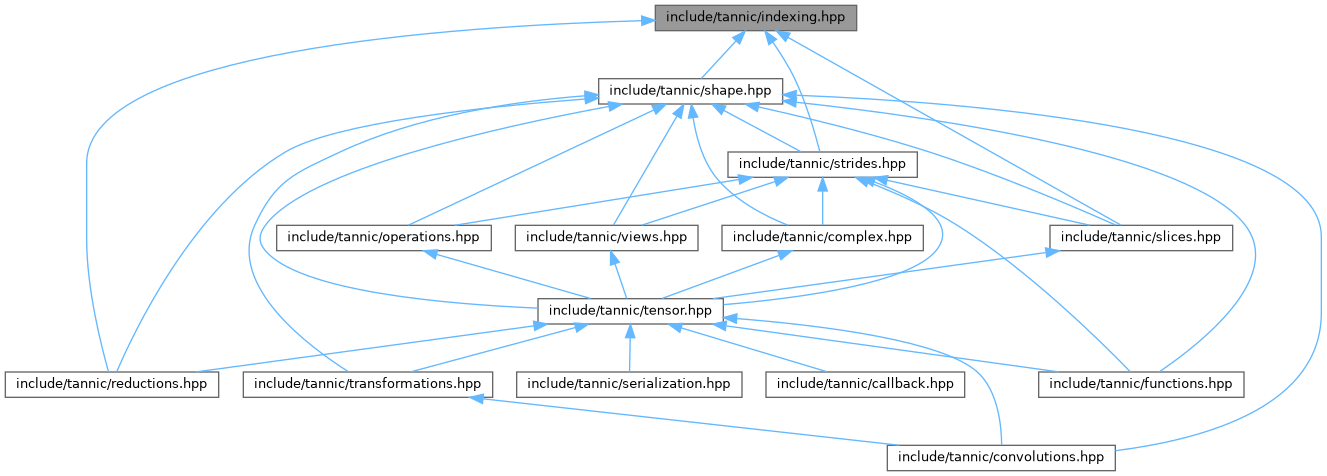 include/tannic/indexing.hpp
include/tannic/shape.hpp
include/tannic/strides.hpp
include/tannic/operations.hpp
include/tannic/views.hpp
include/tannic/complex.hpp
include/tannic/slices.hpp
include/tannic/tensor.hpp
include/tannic/reductions.hpp
include/tannic/transformations.hpp
include/tannic/serialization.hpp
include/tannic/callback.hpp
include/tannic/functions.hpp
include/tannic/convolutions.hpp